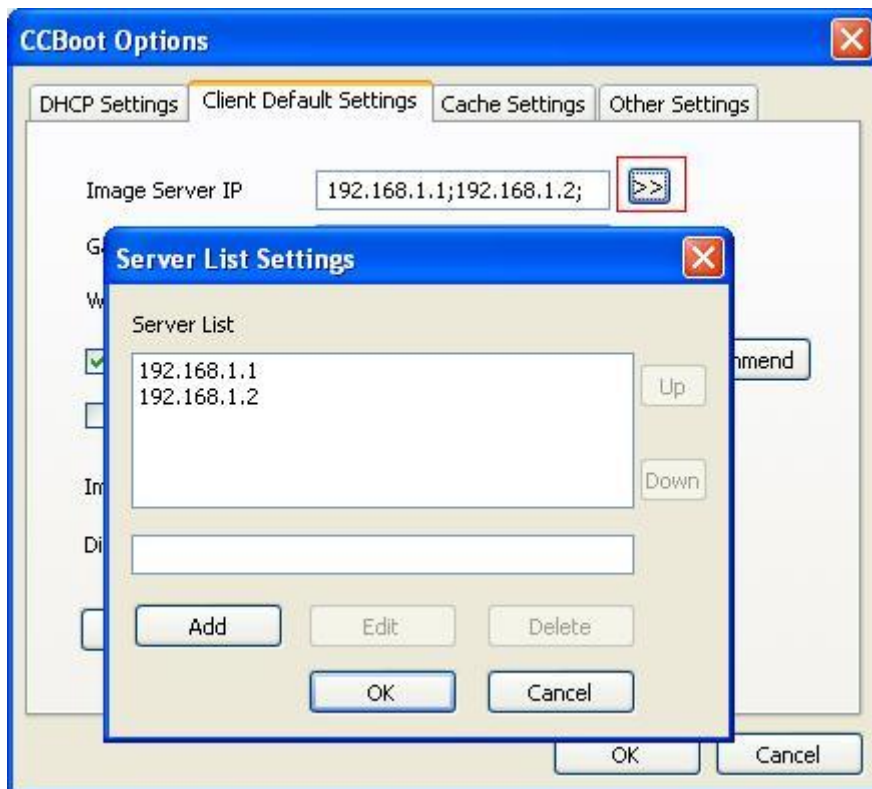 CCBoot Options
DHCP Settings Client Default Settings Cache Settings Other Settings
Image Server IP 192.168.1.1;192.168.1.2; >>
Server List Settings
Server List
192.168.1.1
192.168.1.2
Up
Down
Add Edit Delete
OK Cancel
OK Cancel